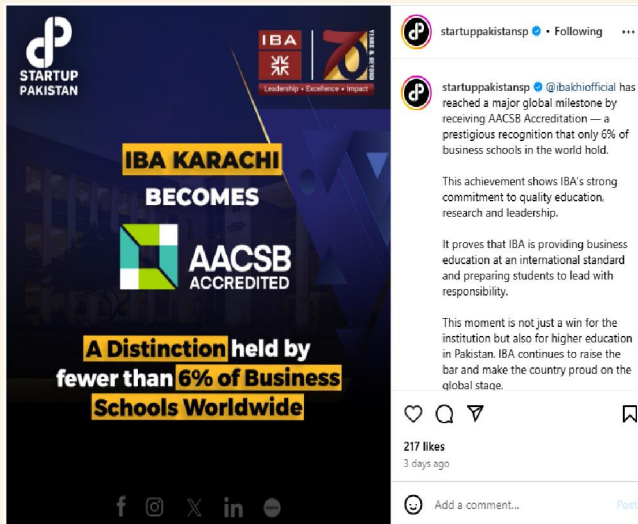 STARTUP
PAKISTAN
IBA
70
YEARS & BEYOND
Leadership • Excellence • Impact
IBA KARACHI
BECOMES
AACSB
ACCREDITED
A Distinction held by
fewer than 6% of Business
Schools Worldwide
startuppakistansp • Following
startuppakistansp @ibakhiofficial has
reached a major global milestone by
receiving AACSB Accreditation — a
prestigious recognition that only 6% of
business schools in the world hold.
This achievement shows IBA's strong
commitment to quality education,
research and leadership.
It proves that IBA is providing business
education at an international standard
and preparing students to lead with
responsibility.
This moment is not just a win for the
institution but also for higher education
in Pakistan. IBA continues to raise the
bar and make the country proud on the
global stage.
217 likes
3 days ago
Add a comment...
Post